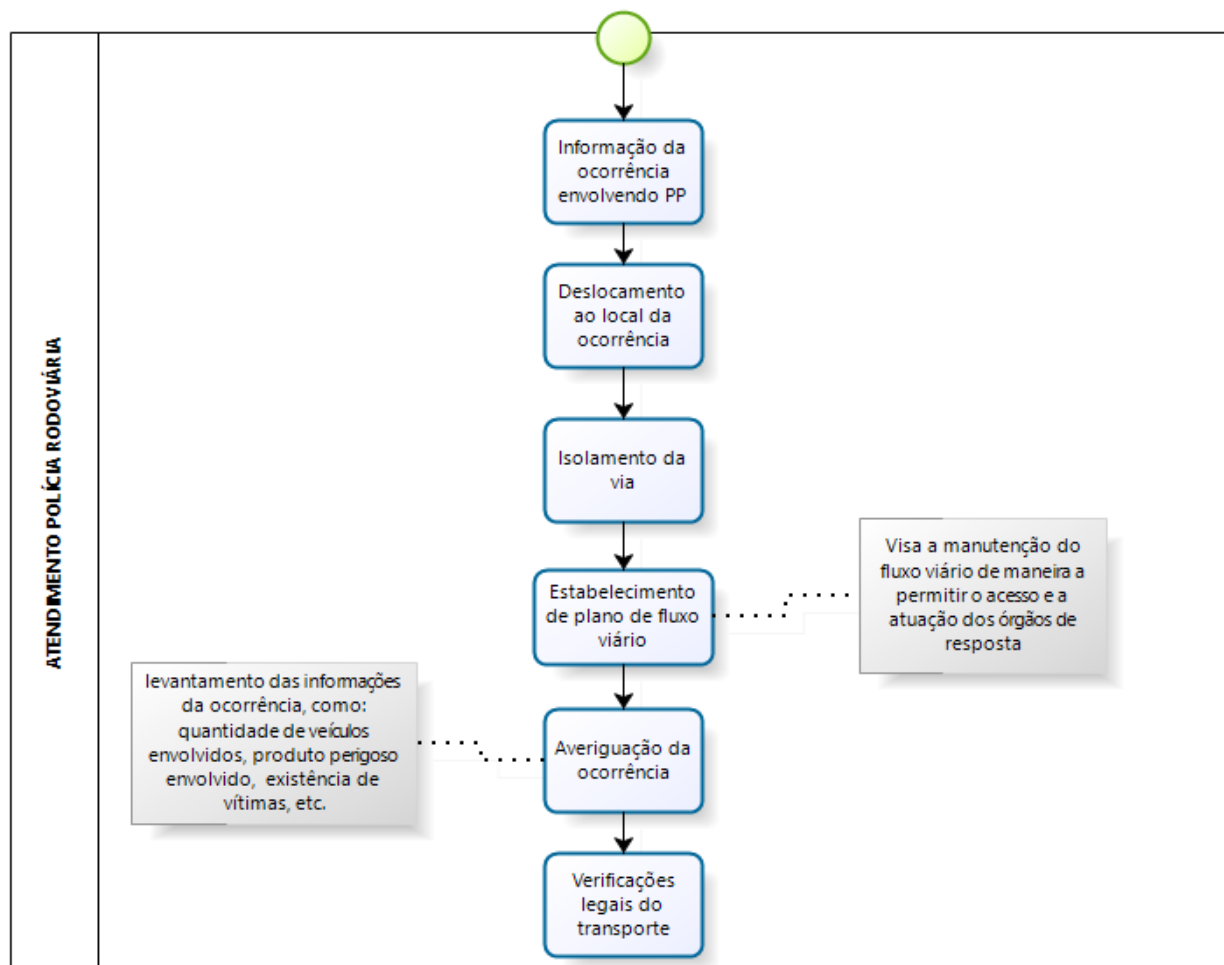 ATENDIMENTO POLÍCIA RODOVIÁRIA
Informação da
ocorrência
envolvendo PP
Deslocamento
ao local da
ocorrência
Isolamento da
via
Estabelecimento
de plano de fluxo
viário
Visa a manutenção do
fluxo viário de maneira a
permitir o acesso e a
atuação dos órgãos de
resposta
Averiguação da
ocorrência
levantamento das informações
da ocorrência, como:
quantidade de veículos
envolvidos, produto perigoso
envolvido, existência de
vítimas, etc.
Verificações
legais do
transporte